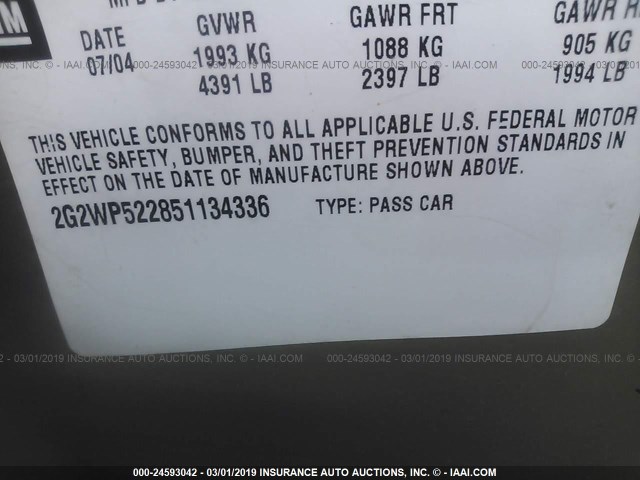 GM
DATE GVWR GAWR FRT GAWR
07/04 1993 KG 1088 KG 905 KG
4391 LB 2397 LB 1994 LB
THIS VEHICLE CONFORMS TO ALL APPLICABLE U.S. FEDERAL MOTOR
VEHICLE SAFETY, BUMPER, AND THEFT PREVENTION STANDARDS IN
EFFECT ON THE DATE OF MANUFACTURE SHOWN ABOVE.
2G2WP522851134336 TYPE: PASS CAR
000-24593042 - 03/01/2019 INSURANCE AUTO AUCTIONS, INC. - © IAAI.COM